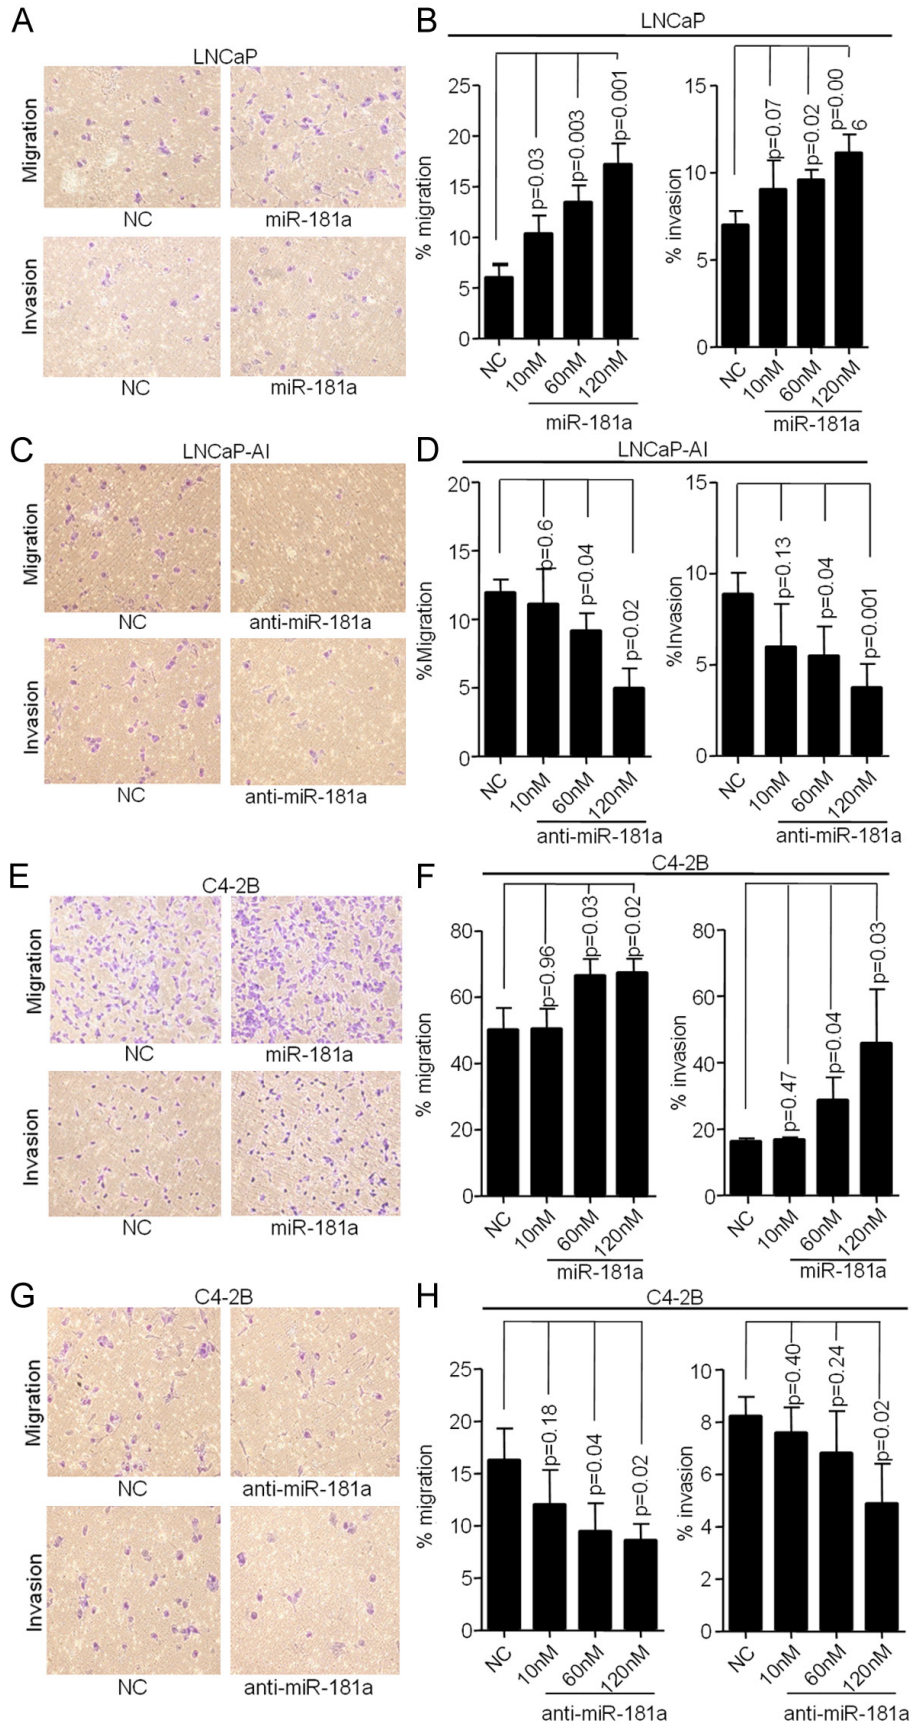 A
LNCaP
Migration
NC
miR-181a
Invasion
NC
miR-181a
B
LNCaP
% migration
25
20
15
10
5
0
p=0.03
p=0.003
p=0.001
NC
10nM
60nM
120nM
miR-181a
% invasion
15
10
5
0
p=0.07
p=0.02
p=0.00
6
NC
10nM
60nM
120nM
miR-181a
C
LNCaP-AI
Migration
NC
anti-miR-181a
Invasion
NC
anti-miR-181a
D
LNCaP-AI
%Migration
20
15
10
5
0
p=0.6
p=0.04
p=0.02
NC
10nM
60nM
120nM
anti-miR-181a
%Invasion
15
10
5
0
p=0.13
p=0.04
p=0.001
NC
10nM
60nM
120nM
anti-miR-181a
E
C4-2B
Migration
NC
miR-181a
Invasion
NC
miR-181a
F
C4-2B
% migration
80
60
40
20
0
p=0.96
p=0.03
p=0.02
NC
10nM
60nM
120nM
miR-181a
% invasion
80
60
40
20
0
p=0.47
p=0.04
p=0.03
NC
10nM
60nM
120nM
miR-181a
G
C4-2B
Migration
NC
anti-miR-181a
Invasion
NC
anti-miR-181a
H
C4-2B
% migration
25
20
15
10
5
0
p=0.18
p=0.04
p=0.02
NC
10nM
60nM
120nM
anti-miR-181a
% invasion
10
8
6
4
2
0
p=0.40
p=0.24
p=0.02
NC
10nM
60nM
120nM
anti-miR-181a